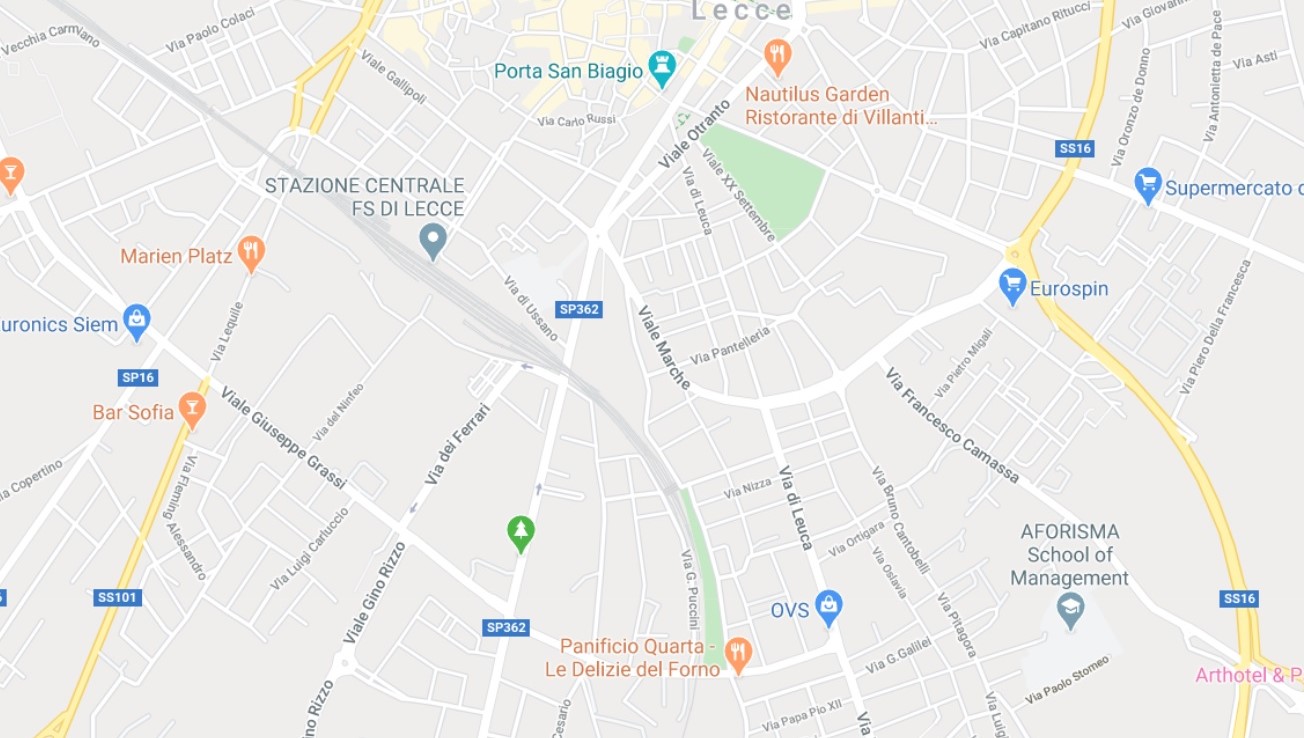 Lecce
Via Paolo Colaci
Vecchia Carmiano
Via Capitano Ritucci
Via Giovanni
Via Antonietta de Pace
Via Asti
Via Oronzo de Donno
Viale Gallipoli
Porta San Biagio
Nautilus Garden
Ristorante di Villanti...
Via Carlo Russi
Viale Otranto
SS16
Viale XX Settembre
Via di Leuca
STAZIONE CENTRALE
FS DI LECCE
Supermercato c
Marien Platz
Via di Ussano
SP362
Eurospin
Via Piero Della Francesca
uronics Siem
Via Lequile
Viale Marche
Via Pantelleria
Via Pietro Migali
SP16
Bar Sofia
Viale Giuseppe Grassi
Via del Ninfeo
Via dei Ferrari
Via Francesco Camassa
ia Copertino
Via Fleming
Alessandro
Via Luigi Carluccio
Via Nizza
Via di Leuca
Via Bruno Cantobelli
Via Ortigara
Via Oslavia
AFORISMA
School of
Management
Viale Gino Rizzo
Via G. Puccini
SS101
SS16
OVS
Via Pitagora
SP362
Panificio Quarta -
Le Delizie del Forno
Via G.Galilei
Via Paolo Stomeo
Arthotel & P
ino Rizzo
Cesario
Via Papa Pio XII
Via
Via Luigi